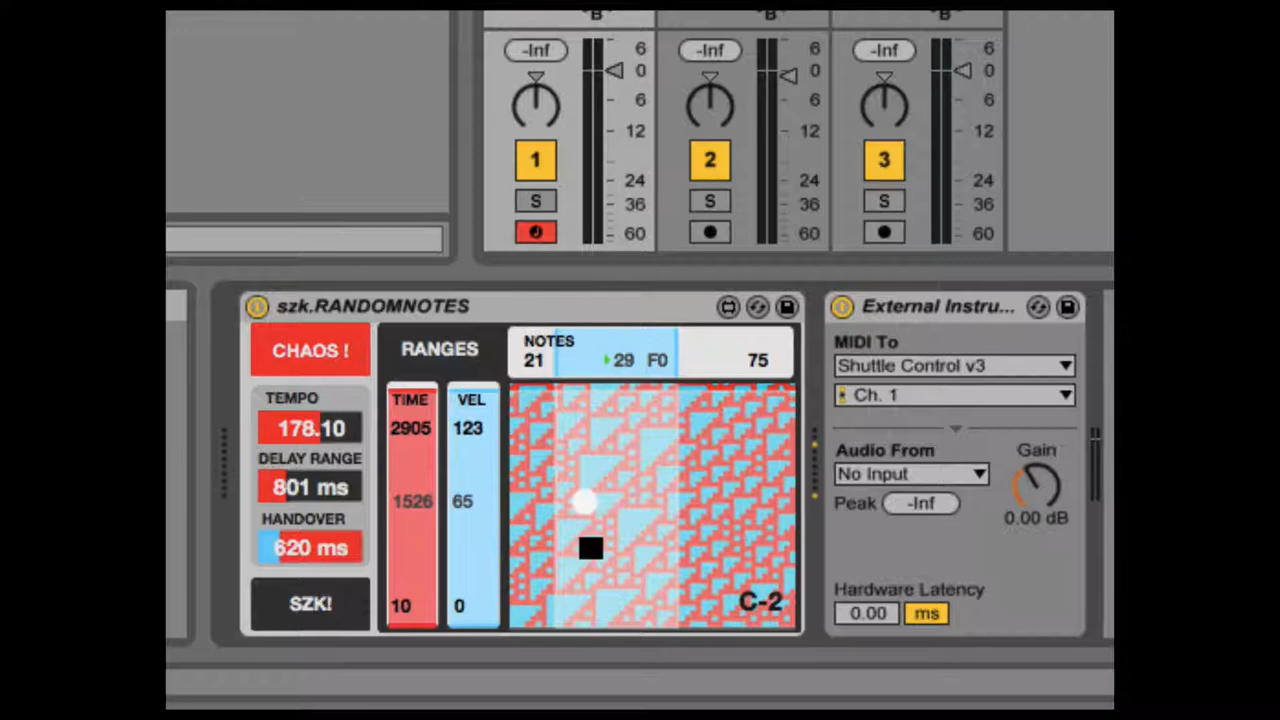 B B B
-Inf 6 -Inf 6 -Inf 6
0 0 0
6 6 6
12 12 12
1 2 3
24 24 24
S 36 S 36 S 36
60 60 60
szk.RANDOMNOTES
CHAOS !
TEMPO
178.10
DELAY RANGE
801 ms
HANDOVER
620 ms
SZK!
RANGES
TIME VEL
2905 123
1526 65
10 0
NOTES
21 29 F0 75
C-2
External Instru...
MIDI To
Shuttle Control v3
Ch. 1
Audio From Gain
No Input
Peak -Inf 0.00 dB
Hardware Latency
0.00 ms